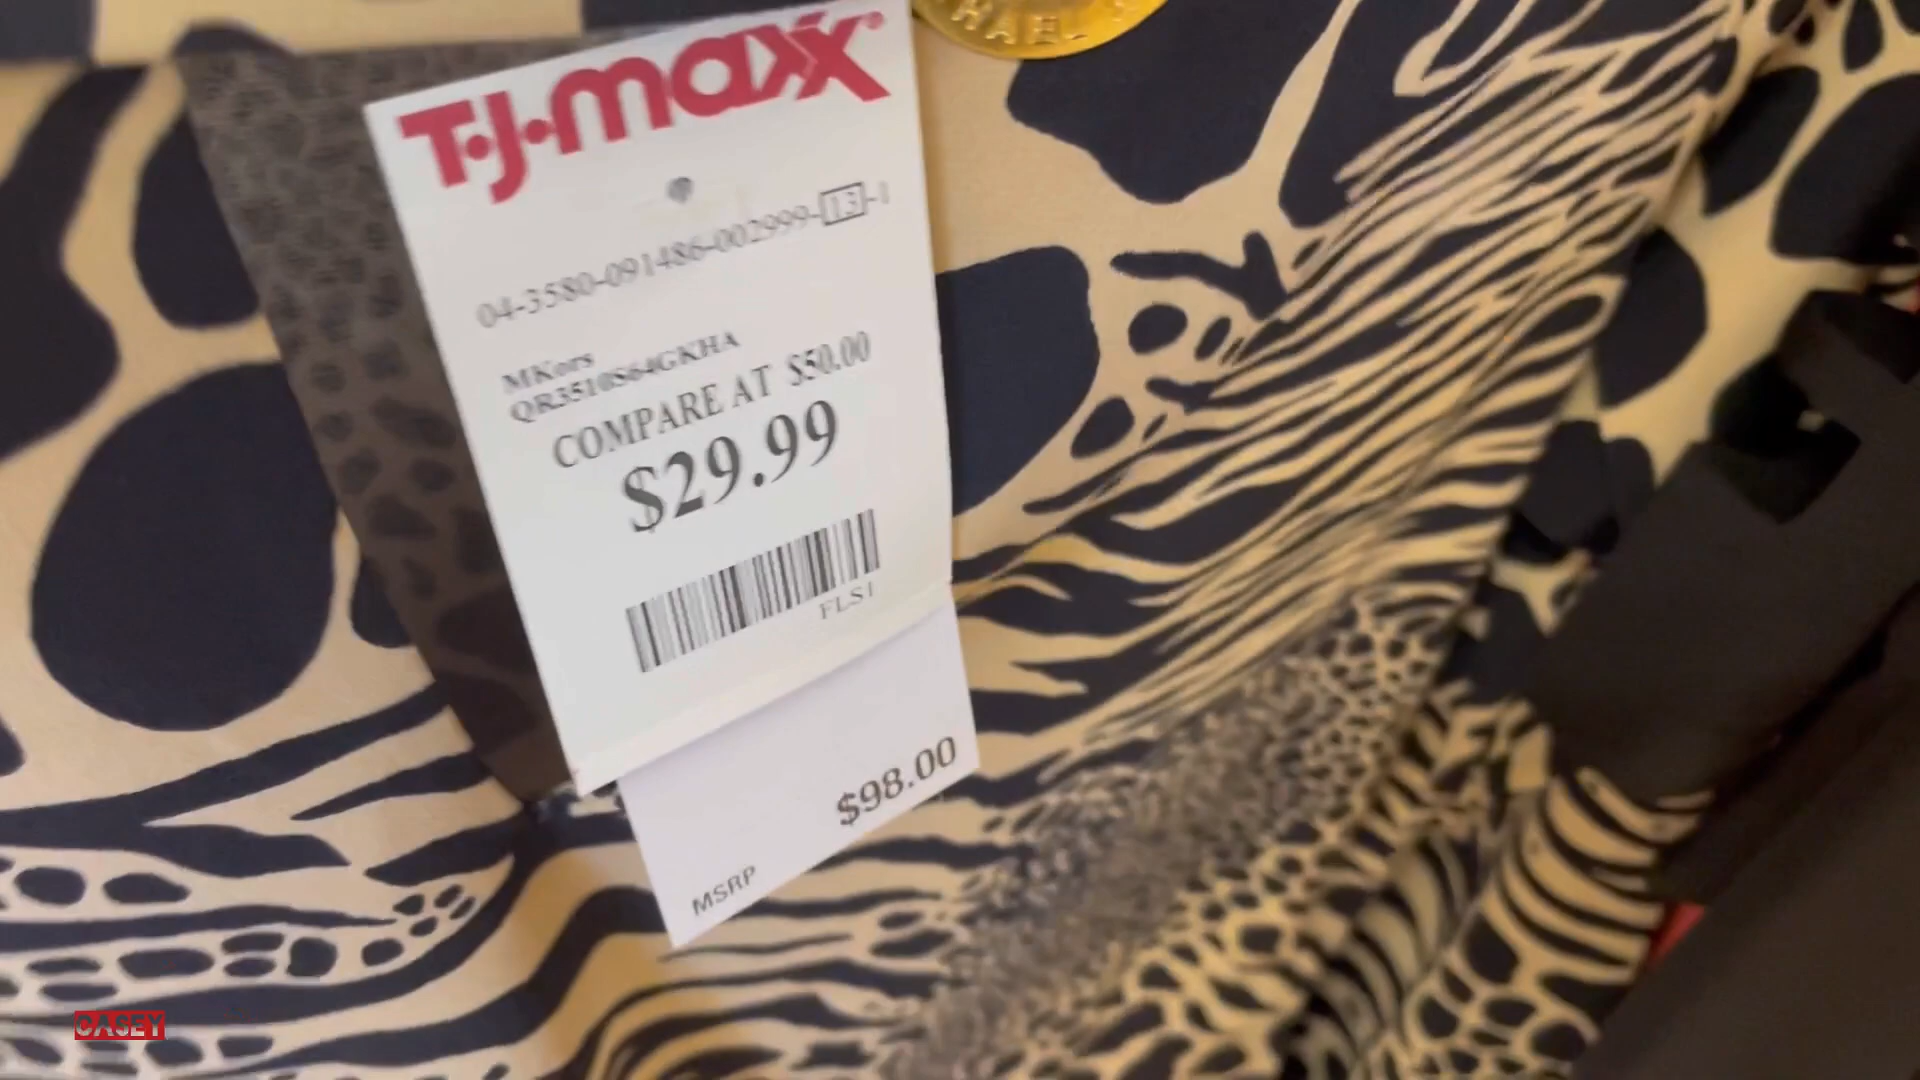 HAEL
T·J·maxx®
04-3580-091486-002999-13-1
MKors
QR3510S64GKHA
COMPARE AT $50.00
$29.99
FLS1
$98.00
MSRP
CASEY